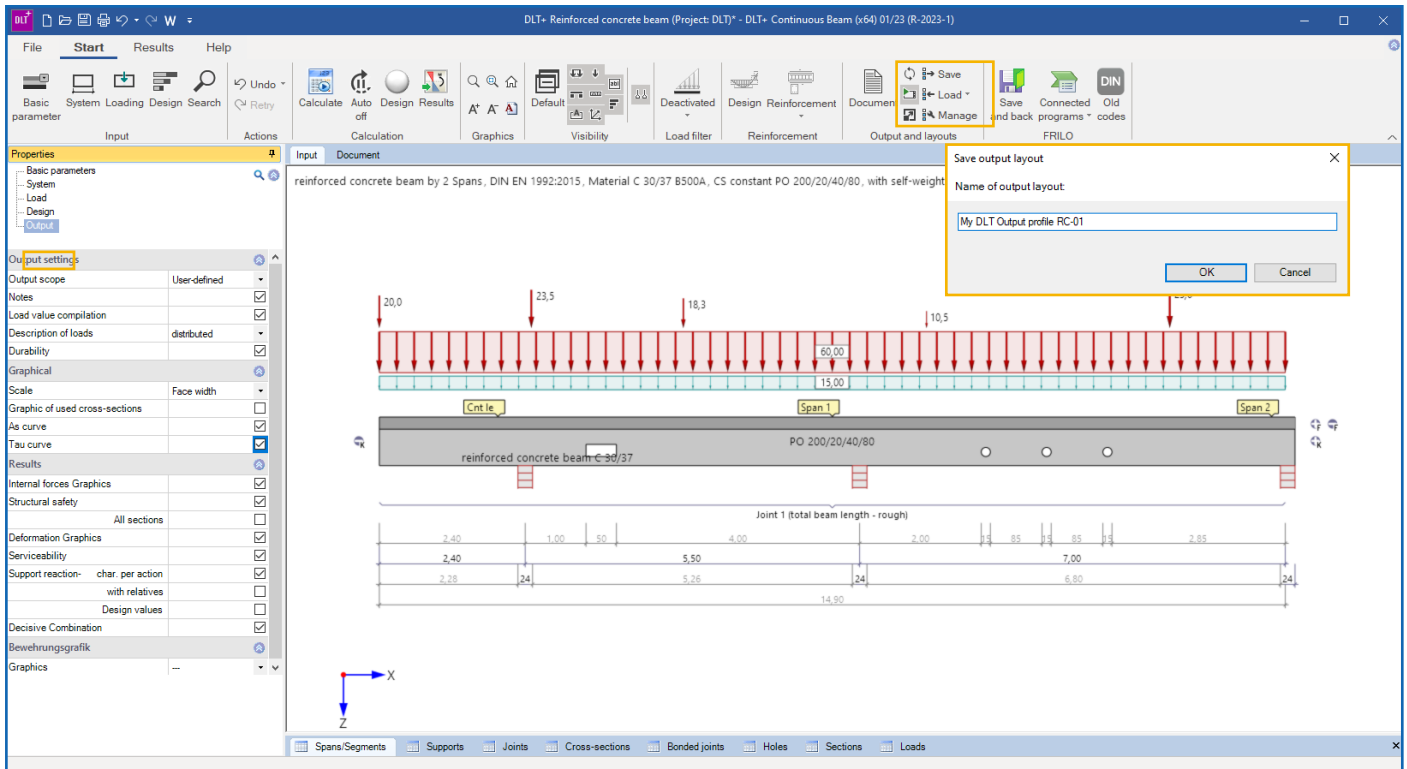 DLT+
W
DLT+ Reinforced concrete beam (Project: DLT)* - DLT+ Continuous Beam (x64) 01/23 (R-2023-1)
File Start Results Help
Basic parameter
System
Loading
Design
Search
Undo
Retry
Calculate
Auto off
Design
Results
Default
Deactivated
Design
Reinforcement
Documen
Save
Load
Manage
Save and back
Connected programs
DIN
Old codes
Input
Actions
Calculation
Graphics
Visibility
Load filter
Reinforcement
Output and layouts
FRILO
Properties
Basic parameters
System
Load
Design
Output
Output settings
Output scope User-defined
Notes
Load value compilation
Description of loads distributed
Durability
Graphical
Scale Face width
Graphic of used cross-sections
As curve
Tau curve
Results
Internal forces Graphics
Structural safety
All sections
Deformation Graphics
Serviceability
Support reaction- char. per action
with relatives
Design values
Decisive Combination
Bewehrungsgrafik
Graphics ---
Input Document
reinforced concrete beam by 2 Spans, DIN EN 1992:2015, Material C 30/37 B500A, CS constant PO 200/20/40/80, with self-weight
Save output layout
Name of output layout:
My DLT Output profile RC-01
OK Cancel
20,0
23,5
18,3
10,5
60,00
15,00
Cnt le
Span 1
Span 2
PO 200/20/40/80
reinforced concrete beam C 30/37
K
F F
K
Joint 1 (total beam length - rough)
2,40 1,00 50 4,00 2,00 15 85 15 85 15 2,85
2,40 5,50 7,00
2,28 24 5,26 24 6,80 24
14,90
X
Z
Spans/Segments Supports Joints Cross-sections Bonded joints Holes Sections Loads